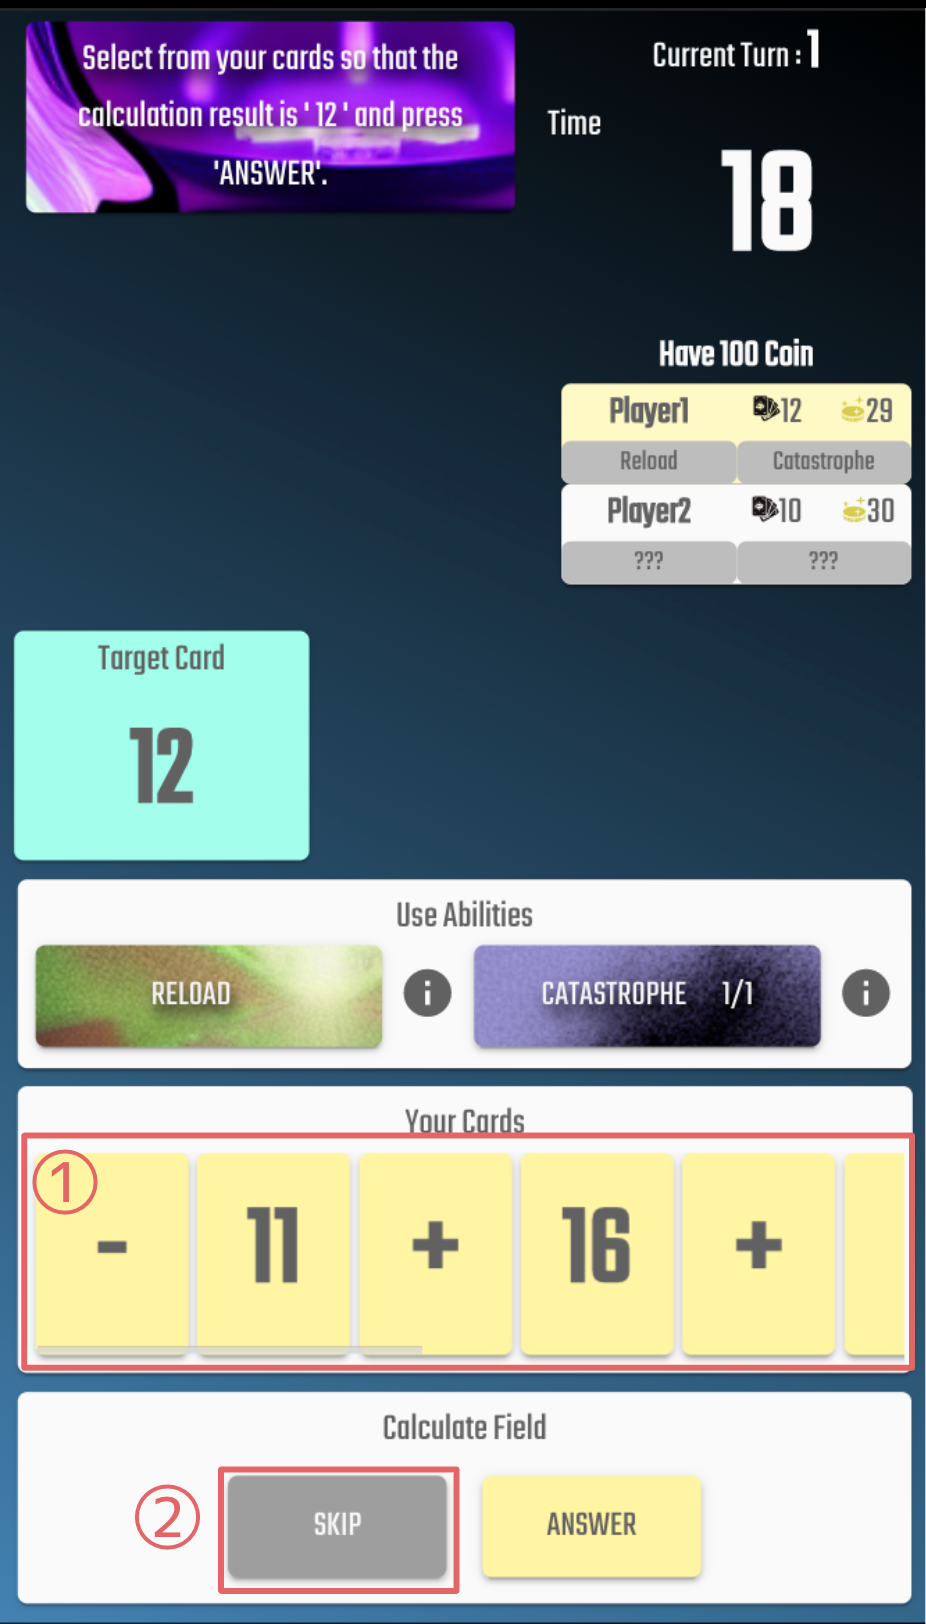 Select from your cards so that the
calculation result is ' 12 ' and press
'ANSWER'.
Current Turn : 1
Time
18
Have 100 Coin
Player1 12 29
Reload Catastrophe
Player2 10 30
??? ???
Target Card
12
Use Abilities
RELOAD i CATASTROPHE 1/1 i
Your Cards
①
- 11 + 16 +
Calculate Field
② SKIP ANSWER